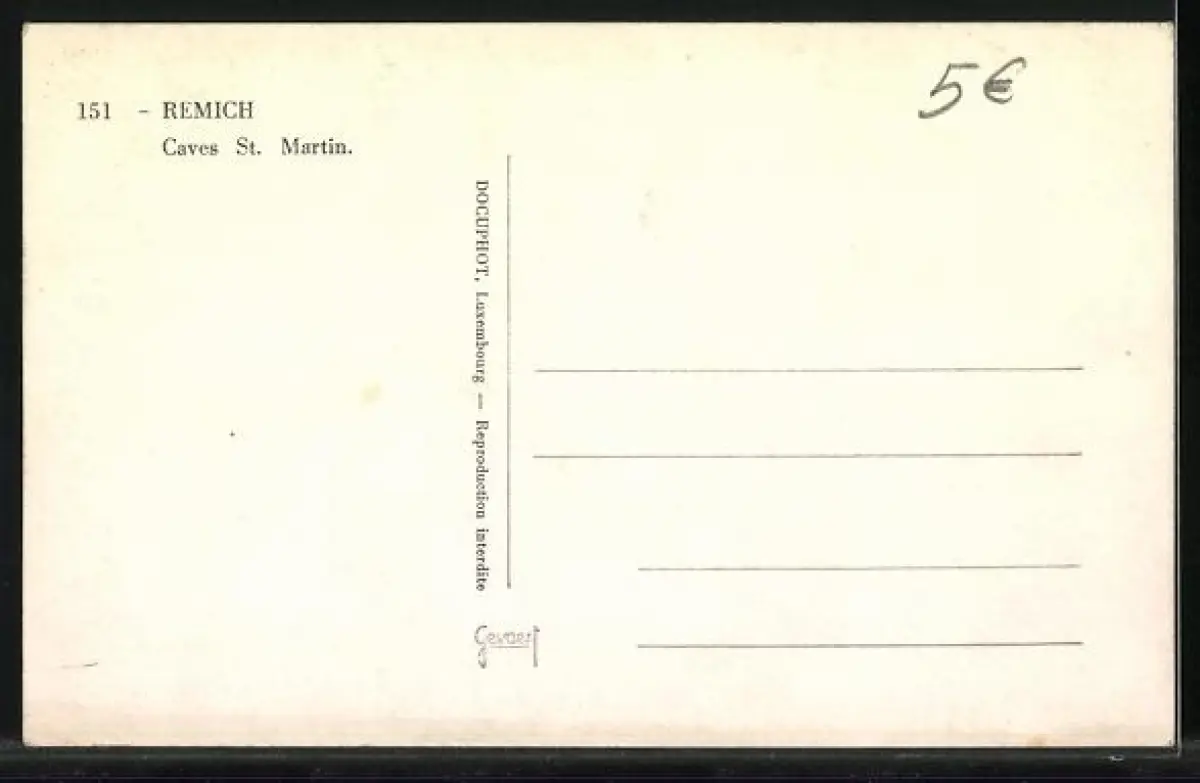 151 - REMICH
Caves St. Martin.
5€
DOCUPHOT, Luxembourg — Reproduction interdite
Gevaert